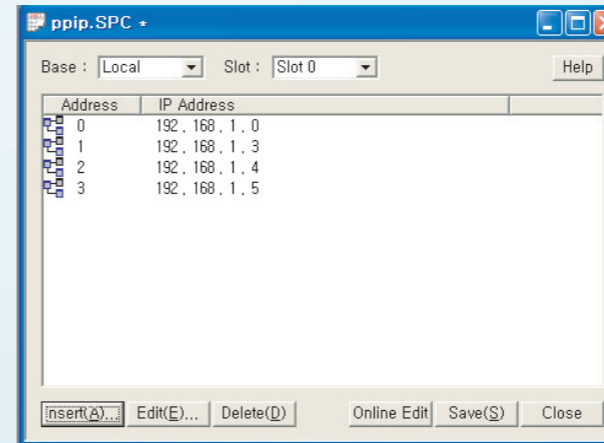 ppip.SPC *
Base : Local Slot : Slot 0 Help
Address IP Address
0 192 . 168 . 1 . 0
1 192 . 168 . 1 . 3
2 192 . 168 . 1 . 4
3 192 . 168 . 1 . 5
Insert(A)... Edit(E)... Delete(D) Online Edit Save(S) Close